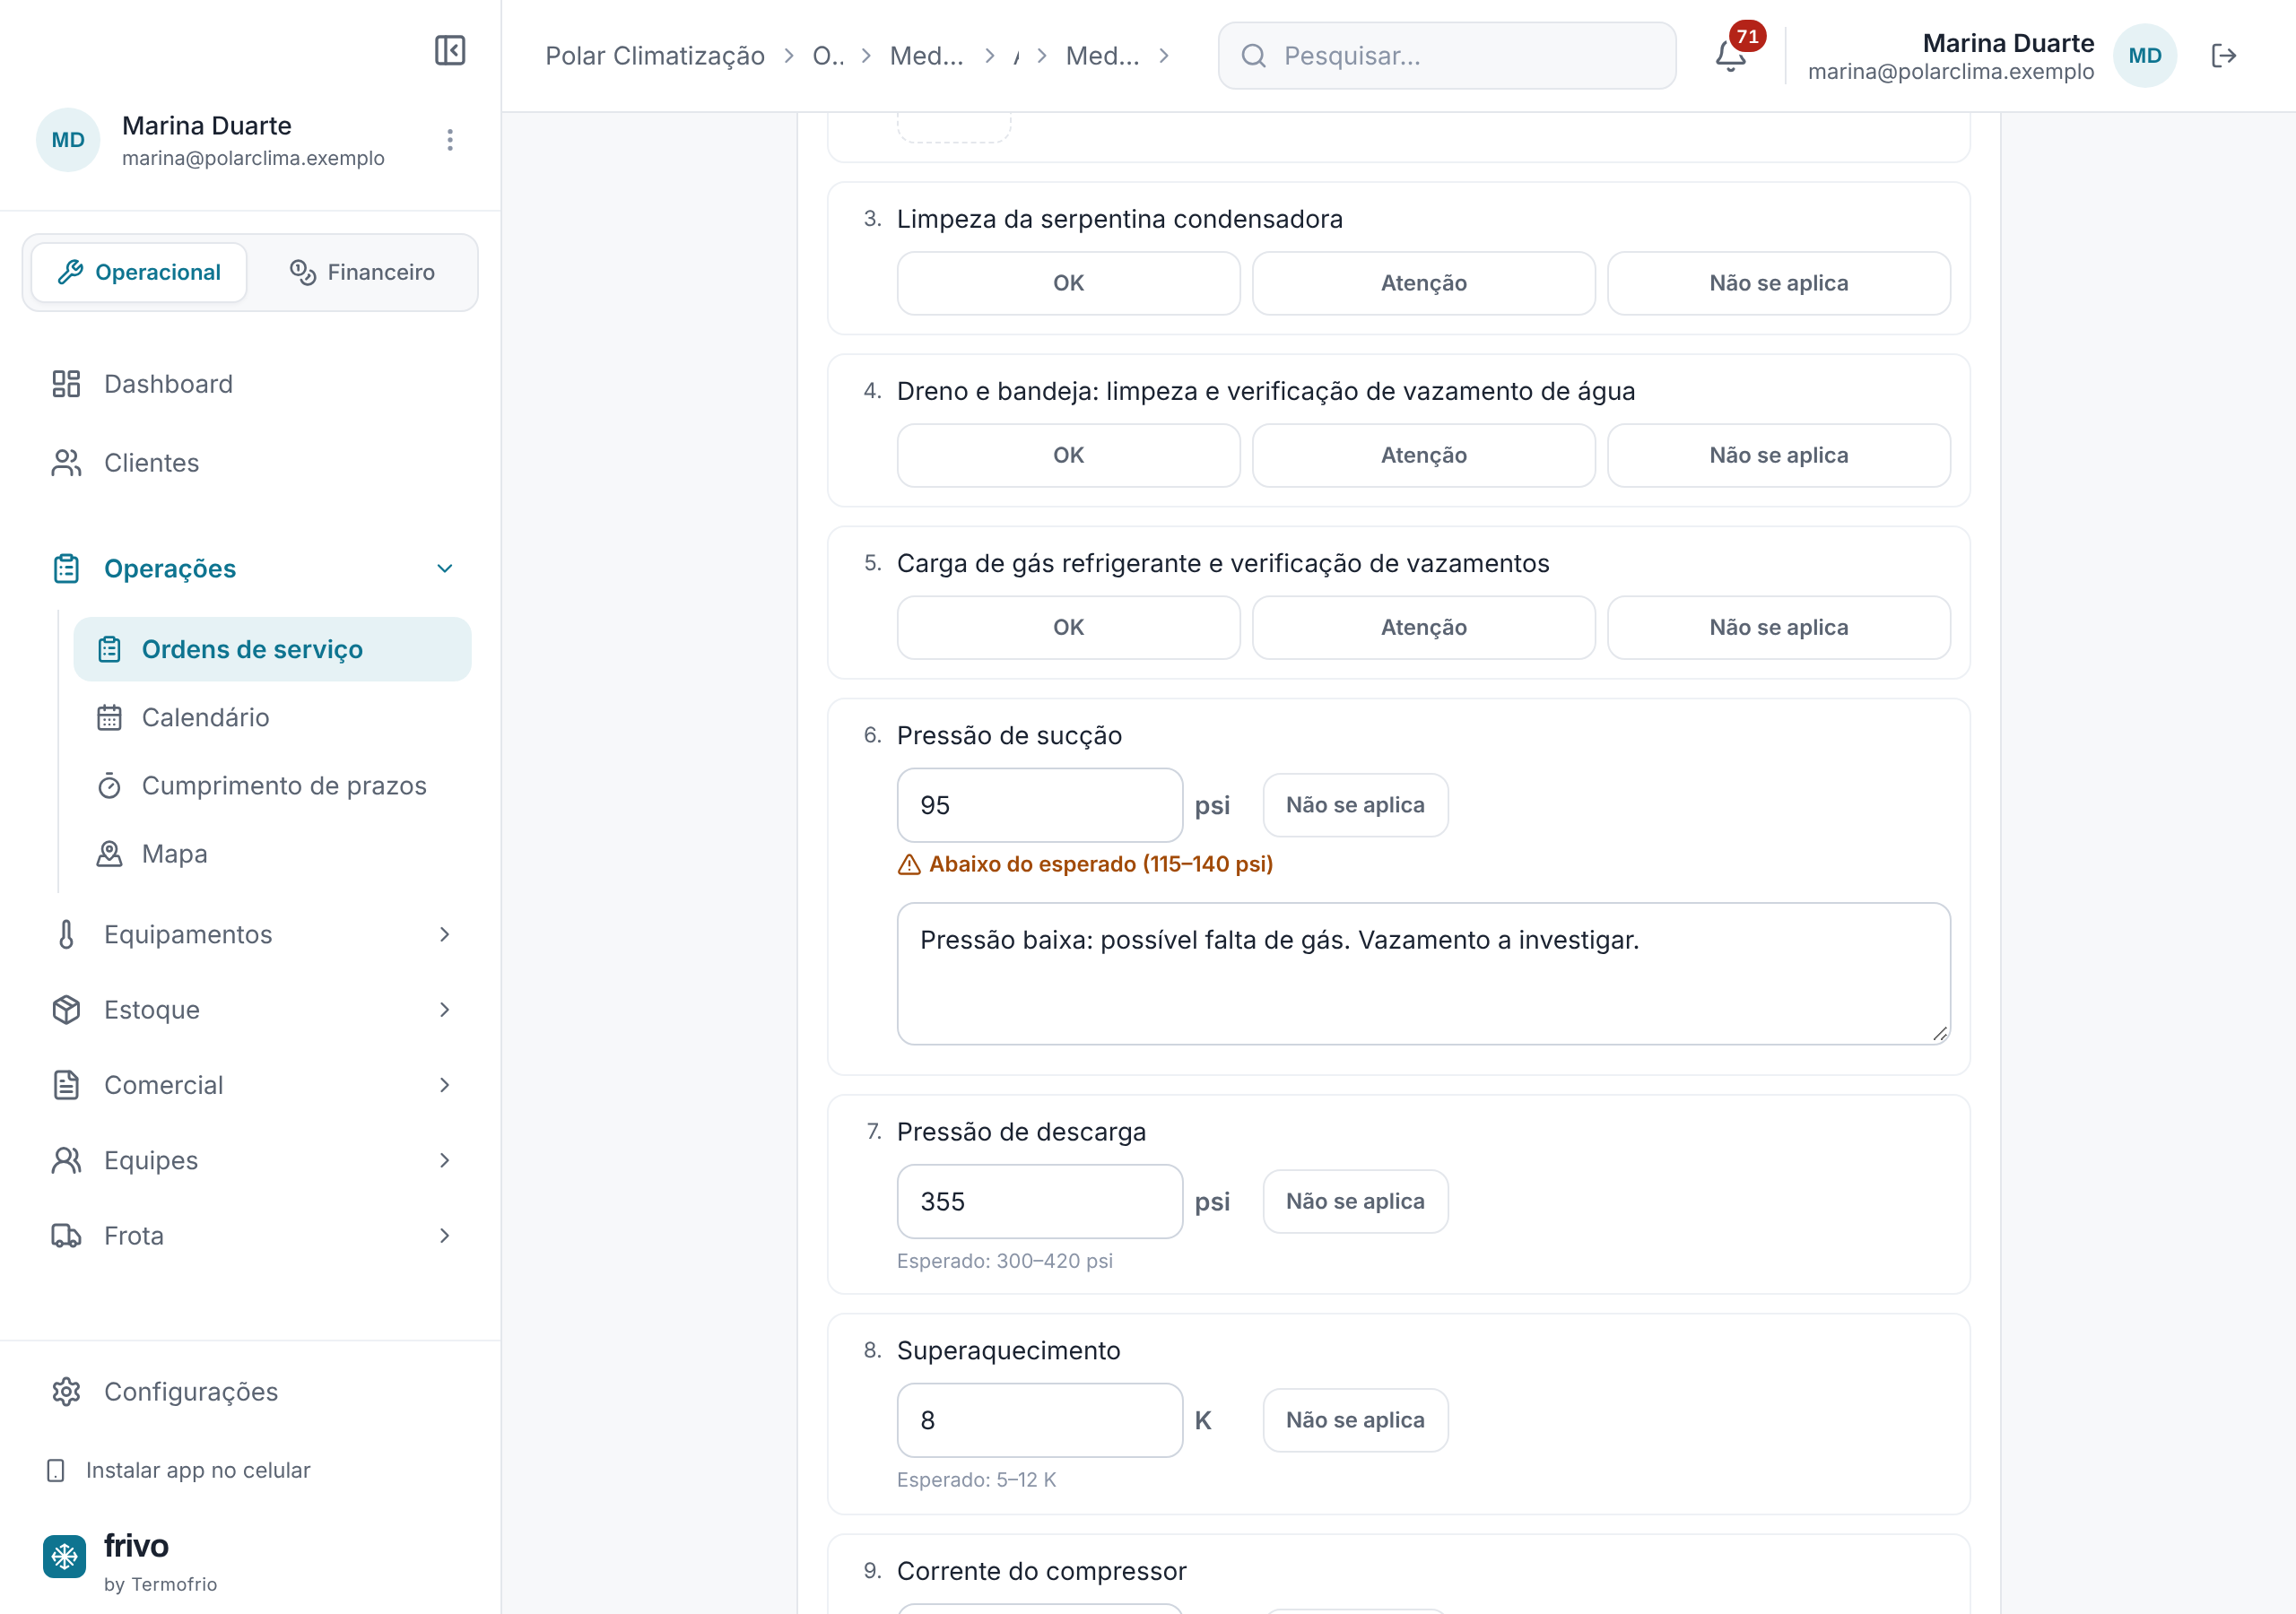 Marina Duarte
marina@polarclima.exemplo
MD
Operacional
Financeiro
Dashboard
Clientes
Operações
Ordens de serviço
Calendário
Cumprimento de prazos
Mapa
Equipamentos
Estoque
Comercial
Equipes
Frota
Configurações
Instalar app no celular
frivo
by Termofrio
Polar Climatização > O.. > Med... > > Med... >
Pesquisar...
71
Marina Duarte
marina@polarclima.exemplo
MD
3. Limpeza da serpentina condensadora
OK Atenção Não se aplica
4. Dreno e bandeja: limpeza e verificação de vazamento de água
OK Atenção Não se aplica
5. Carga de gás refrigerante e verificação de vazamentos
OK Atenção Não se aplica
6. Pressão de sucção
95 psi Não se aplica
Abaixo do esperado (115–140 psi)
Pressão baixa: possível falta de gás. Vazamento a investigar.
7. Pressão de descarga
355 psi Não se aplica
Esperado: 300–420 psi
8. Superaquecimento
8 K Não se aplica
Esperado: 5–12 K
9. Corrente do compressor